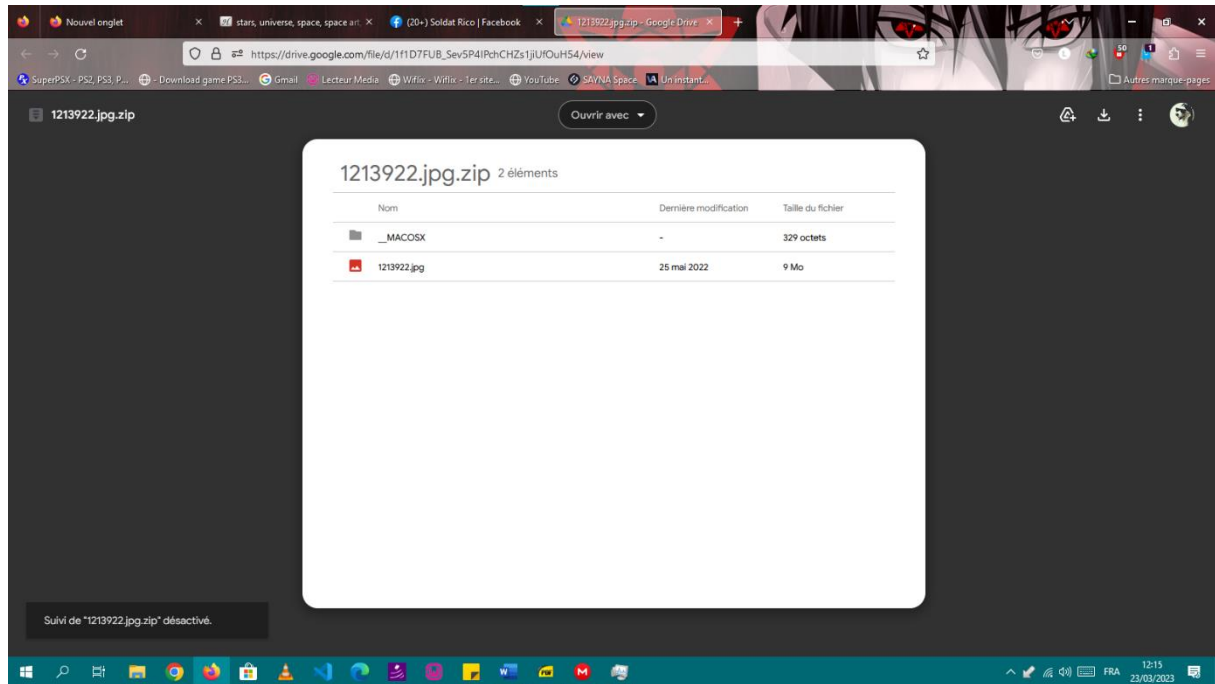 Nouvel onglet stars, universe, space, space art, (20+) Soldat Rico | Facebook 1213922.jpg.zip - Google Drive
https://drive.google.com/file/d/1f1D7FUB_Sev5P4IPchCHZs1jiUfOuH54/view 50 1
SuperPSX - PS2, PS3, P... - Download game PS3... Gmail Lecteur Media Wiflix - Wiflix - 1er site... YouTube SAYNA Space Un instant... Autres marque-pages
1213922.jpg.zip Ouvrir avec
1213922.jpg.zip 2 éléments
Nom Dernière modification Taille du fichier
__MACOSX - 329 octets
1213922.jpg 25 mai 2022 9 Mo
Suivi de "1213922.jpg.zip" désactivé.
FRA 12:15
23/03/2023